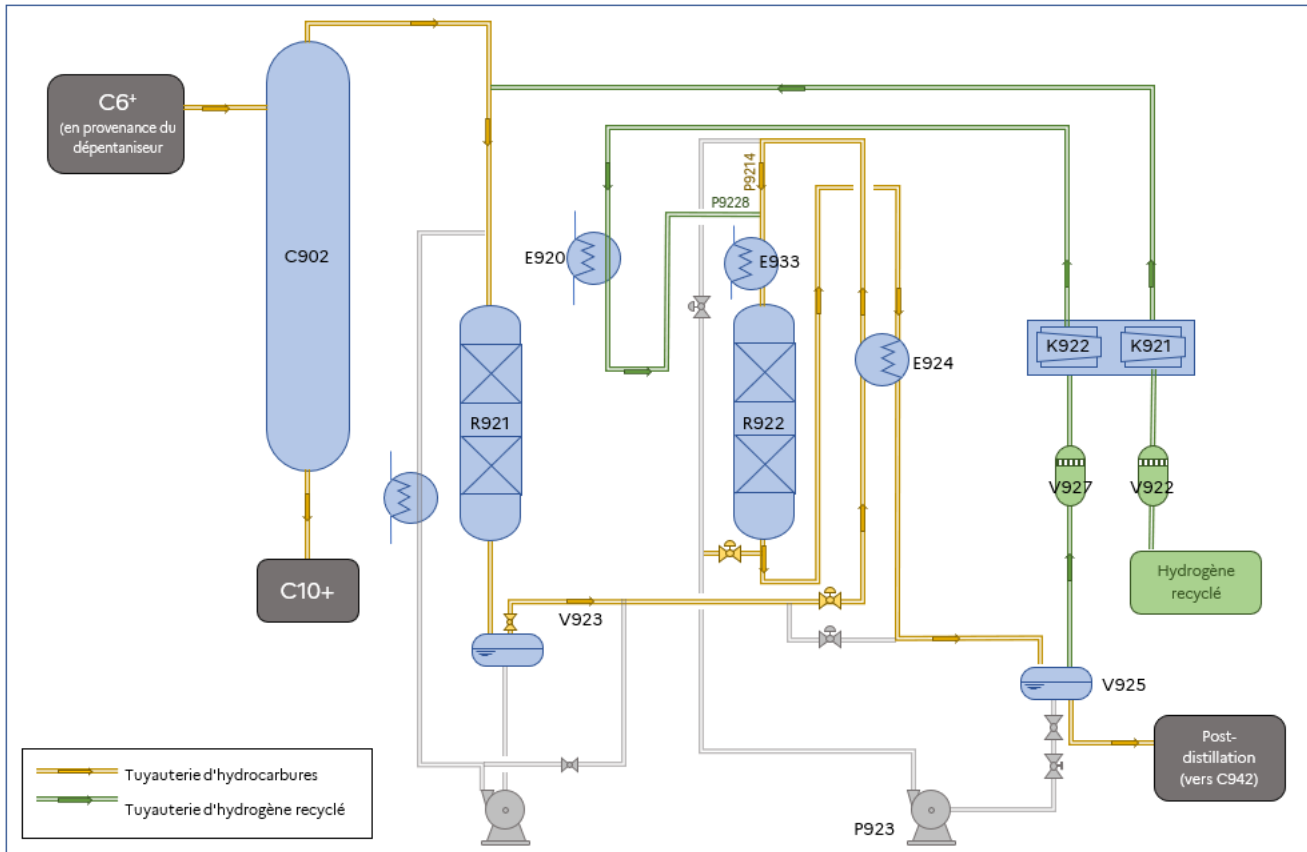 C6⁺
(en provenance du
dépentaniseur
P9214
P9228
C902
E920
E933
K922
K921
E924
R921
R922
V927
V922
Hydrogène
recyclé
C10+
V923
V925
Post-
distillation
(vers C942)
Tuyauterie d'hydrocarbures
Tuyauterie d'hydrogène recyclé
P923